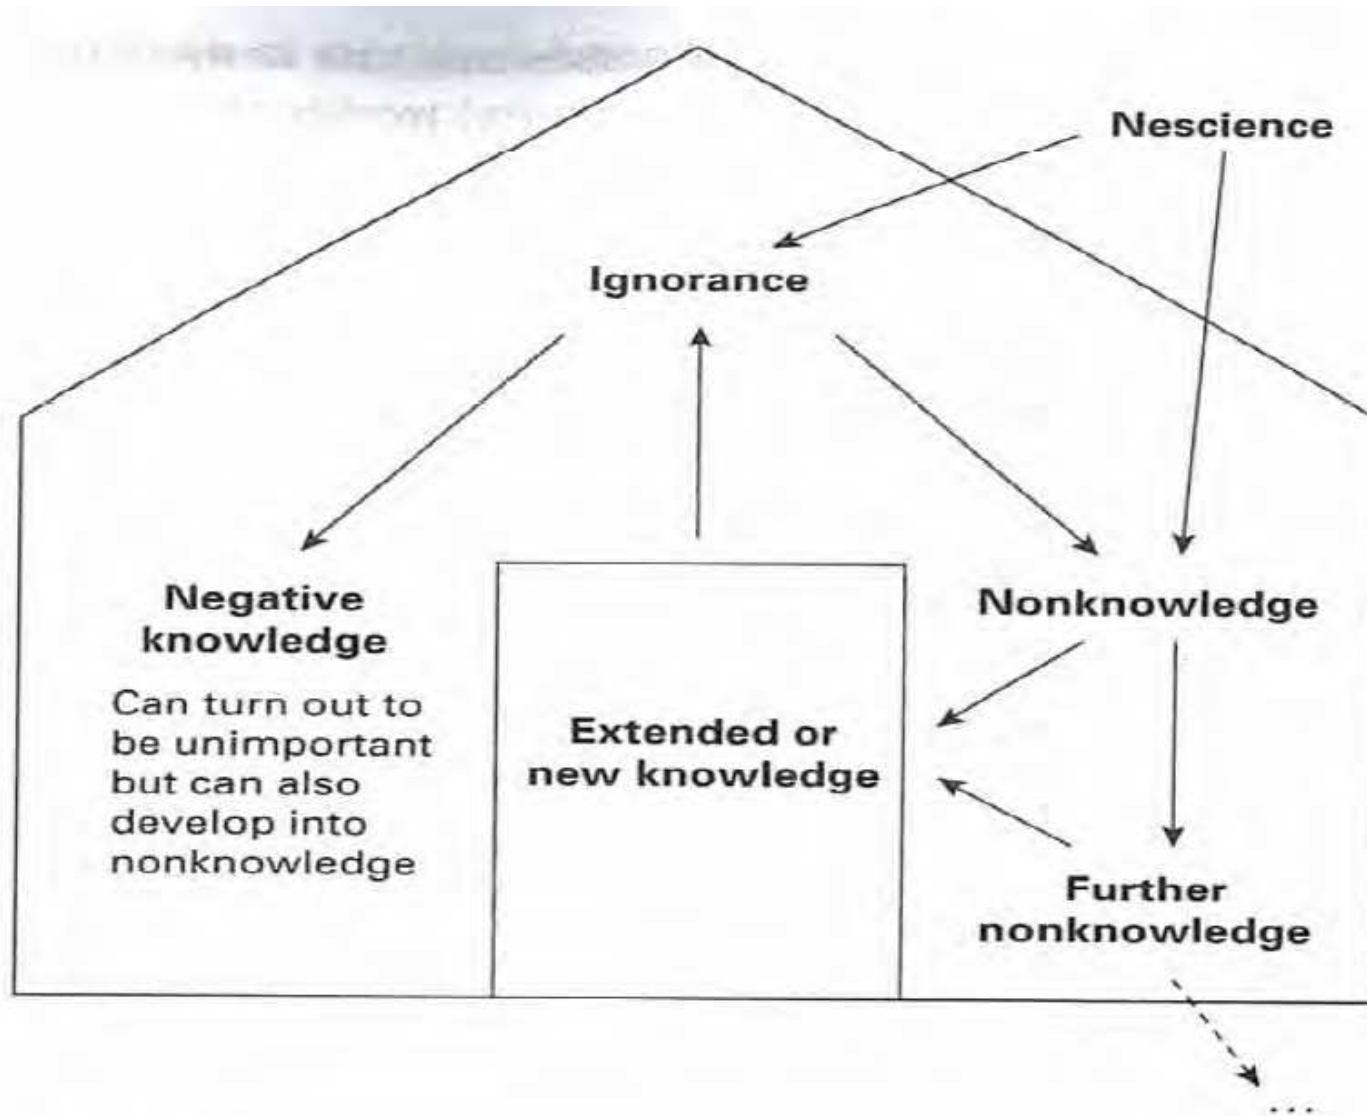 Nescience
Ignorance
Negative
knowledge
Can turn out to
be unimportant
but can also
develop into
nonknowledge
Extended or
new knowledge
Nonknowledge
Further
nonknowledge
...